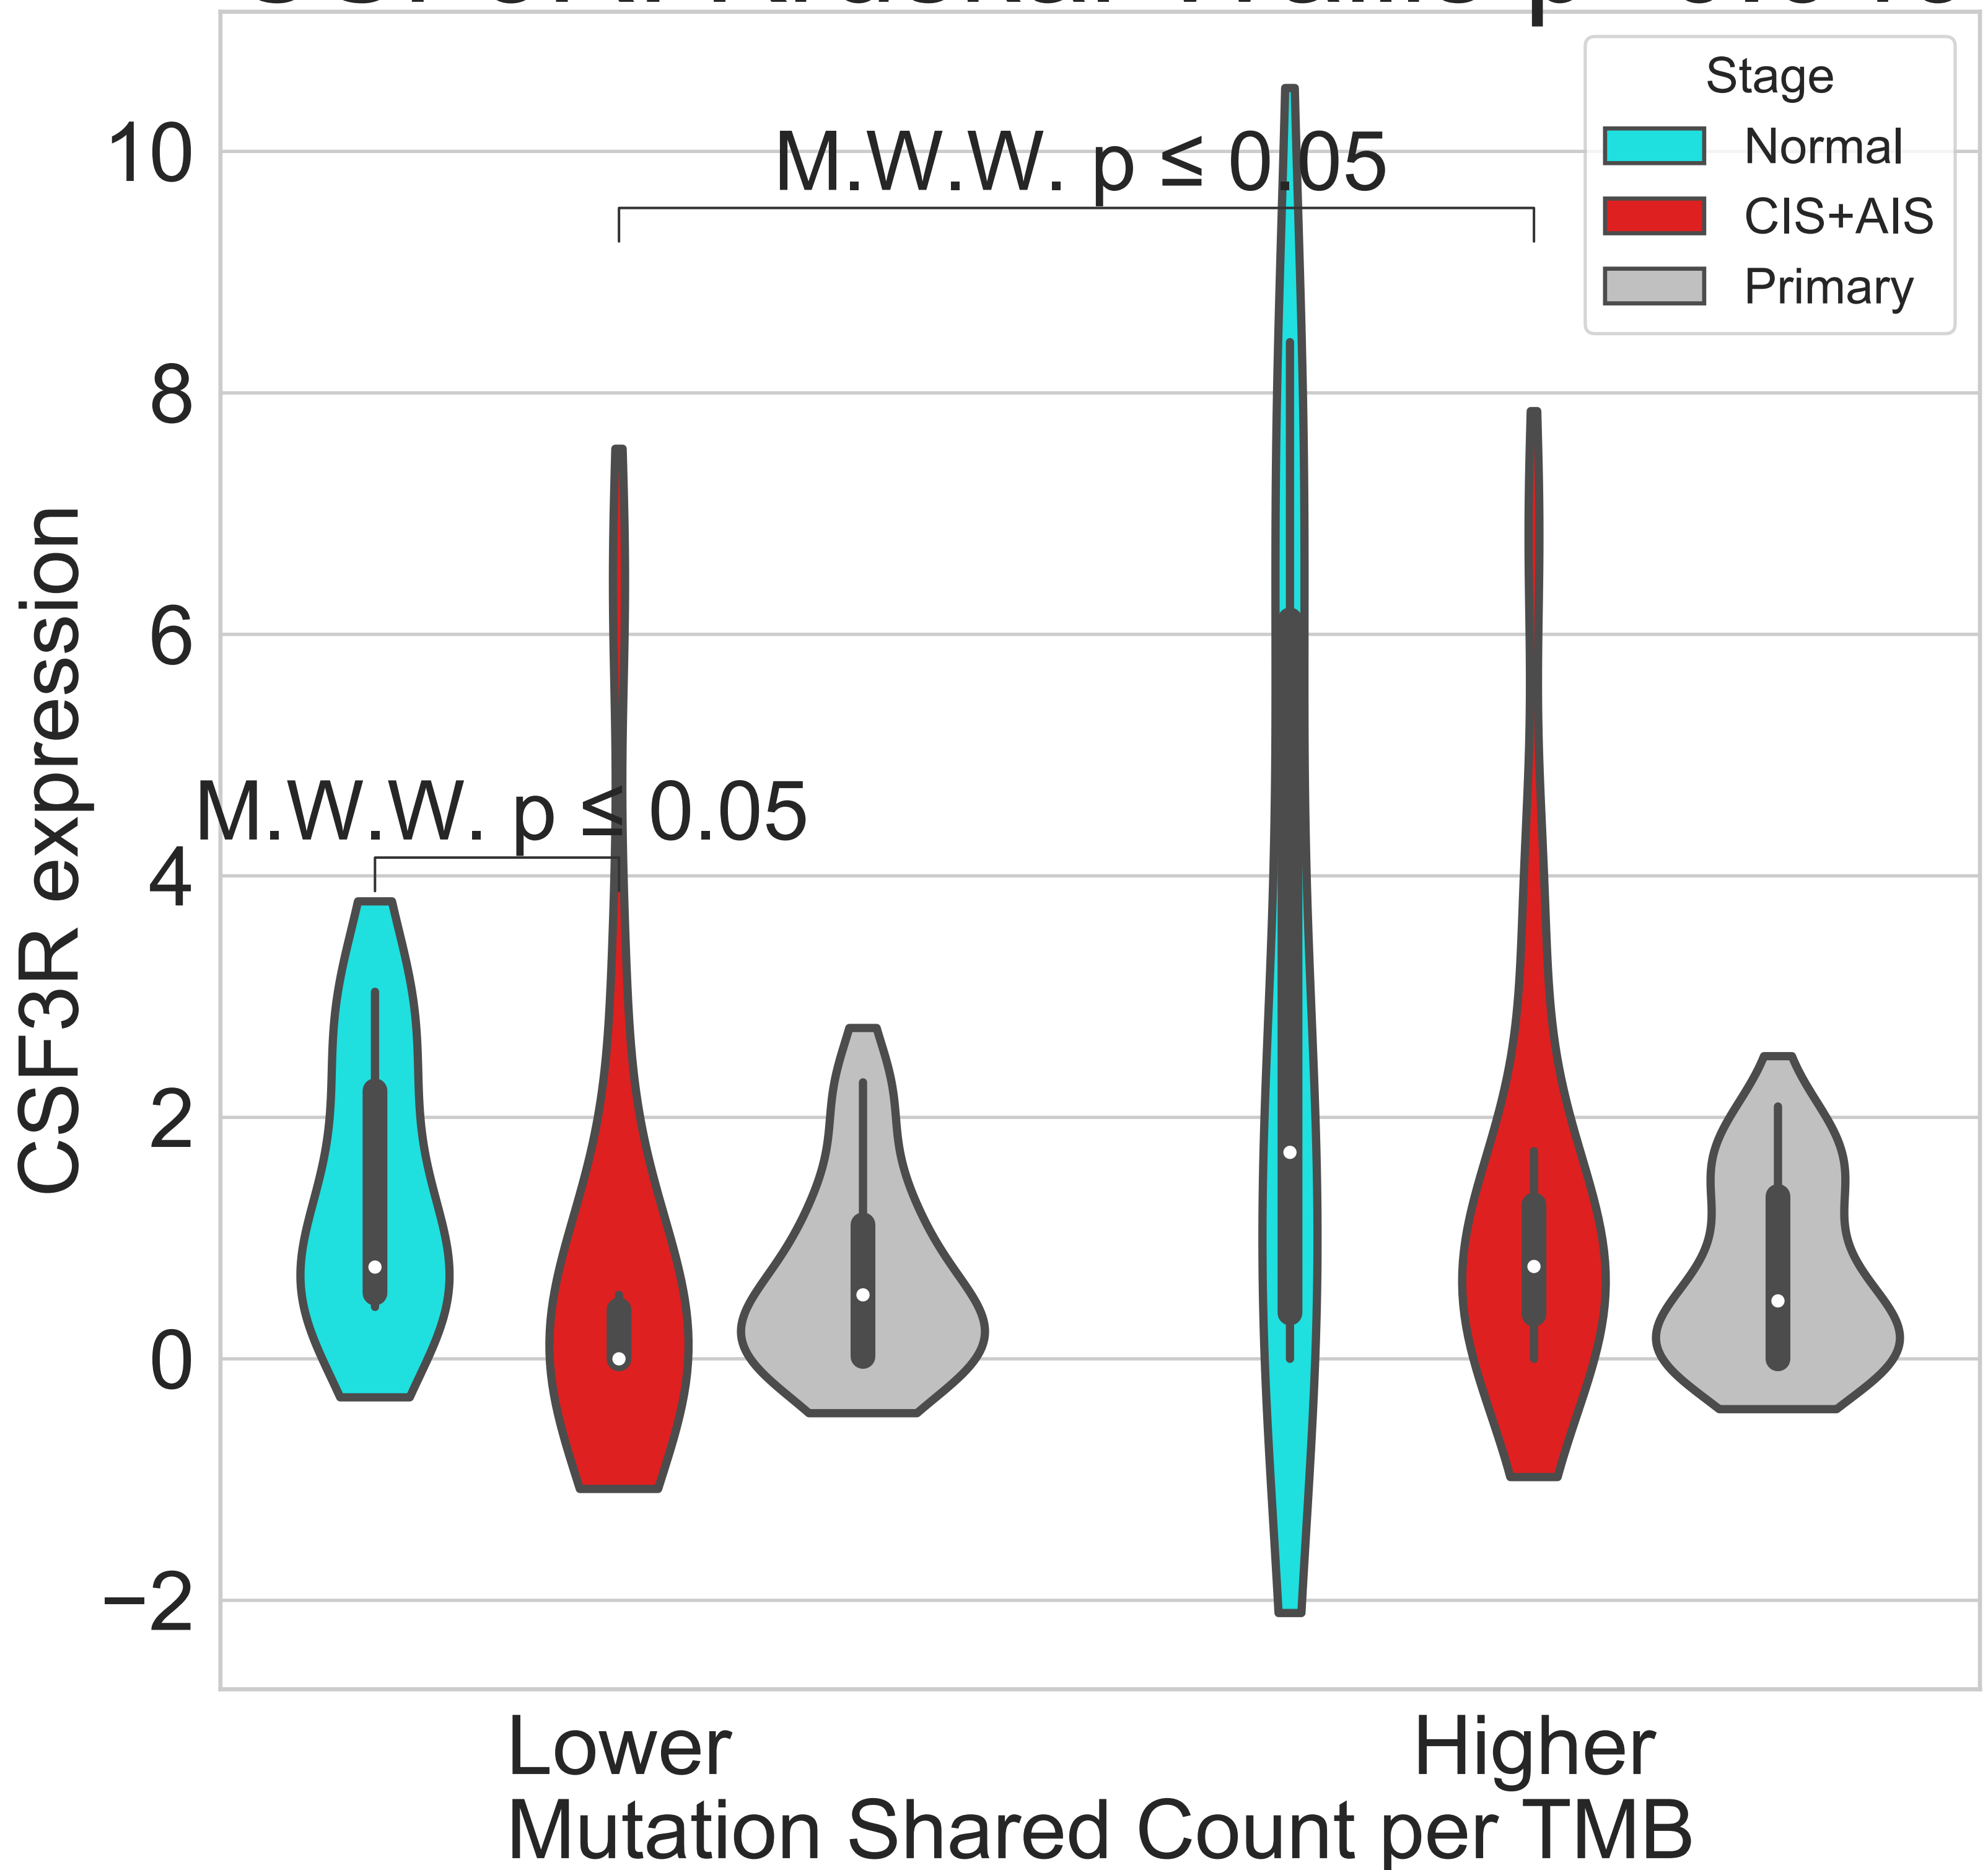 Stage
Normal
CIS+AIS
Primary
M.W.W. p ≤ 0.05
M.W.W. p ≤ 0.05
10
8
6
4
2
0
−2
CSF3R expression
Lower
Higher
Mutation Shared Count per TMB